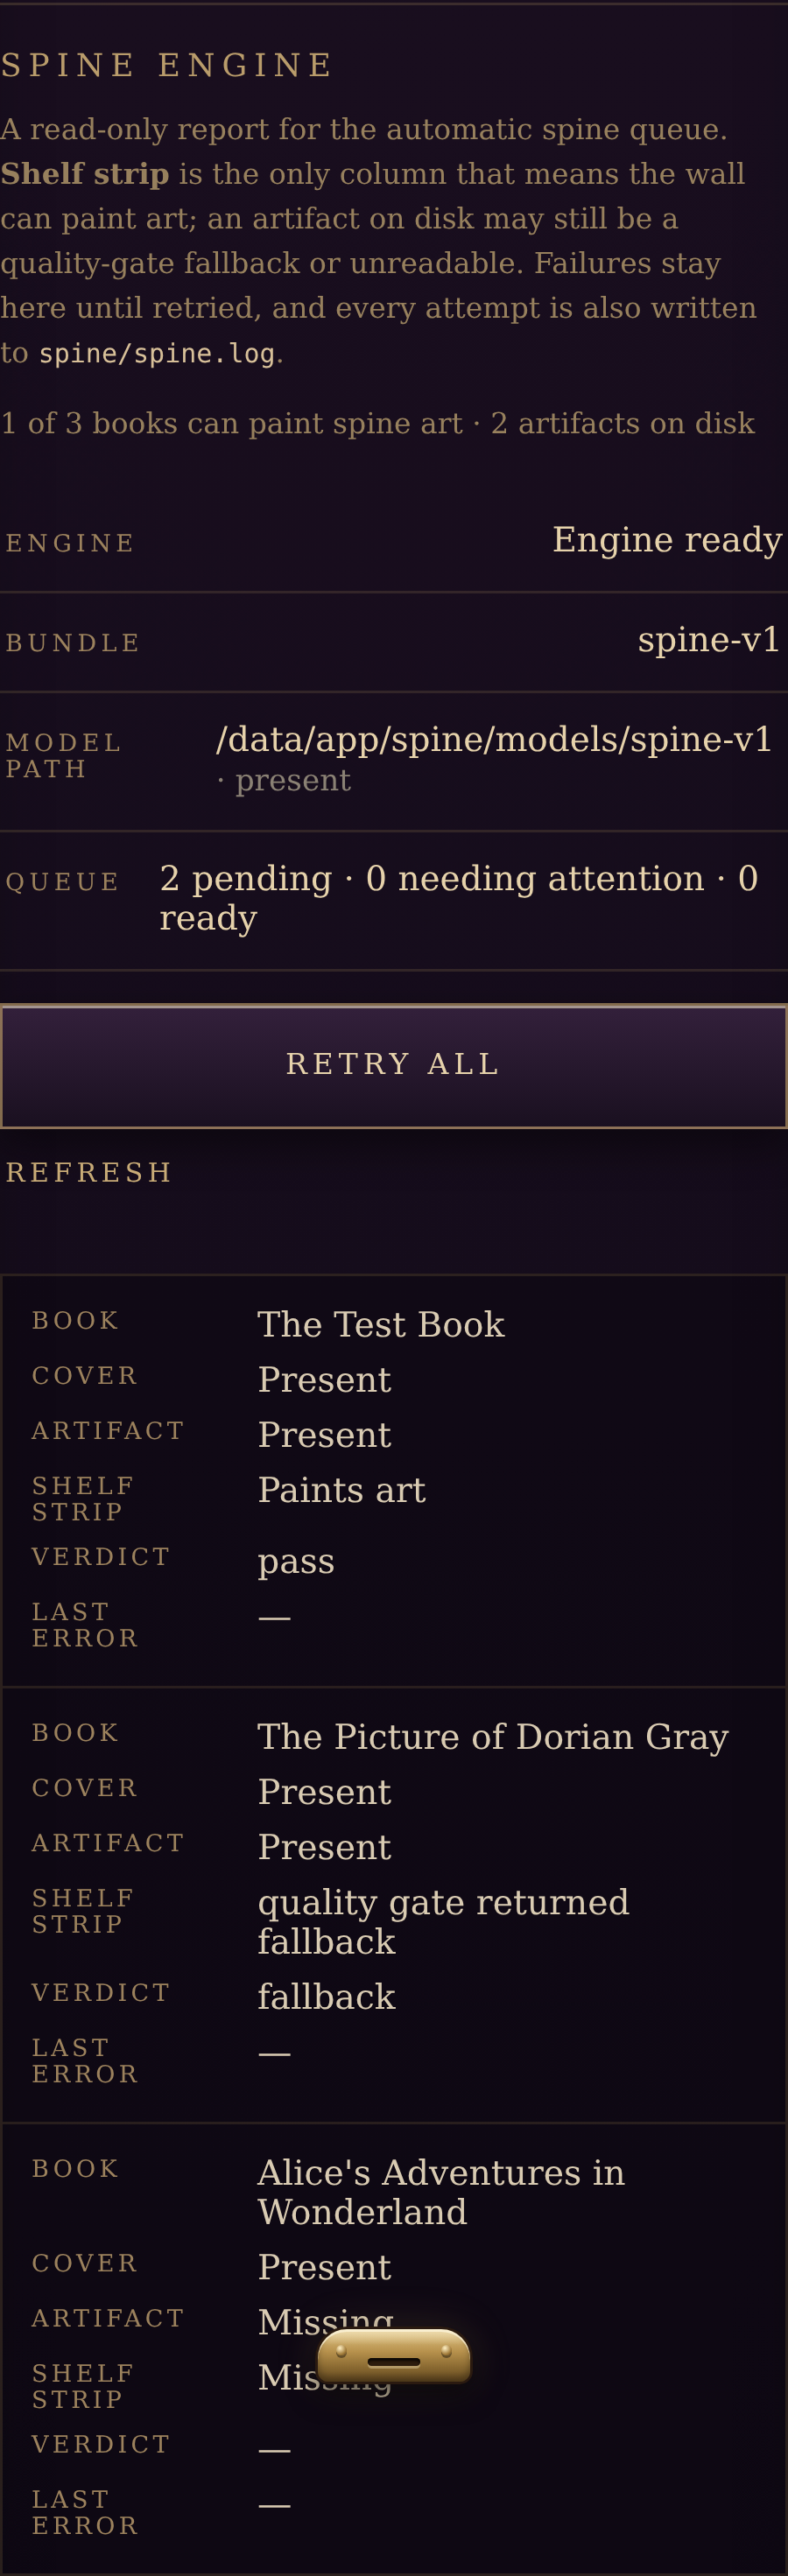 SPINE ENGINE
A read-only report for the automatic spine queue.
Shelf strip is the only column that means the wall
can paint art; an artifact on disk may still be a
quality-gate fallback or unreadable. Failures stay
here until retried, and every attempt is also written
to spine/spine.log.
1 of 3 books can paint spine art · 2 artifacts on disk
ENGINE Engine ready
BUNDLE spine-v1
MODEL PATH /data/app/spine/models/spine-v1
· present
QUEUE 2 pending · 0 needing attention · 0
ready
RETRY ALL
REFRESH
BOOK The Test Book
COVER Present
ARTIFACT Present
SHELF STRIP Paints art
VERDICT pass
LAST ERROR —
BOOK The Picture of Dorian Gray
COVER Present
ARTIFACT Present
SHELF STRIP quality gate returned
fallback
VERDICT fallback
LAST ERROR —
BOOK Alice's Adventures in
Wonderland
COVER Present
ARTIFACT Missing
SHELF STRIP Missing
VERDICT —
LAST ERROR —